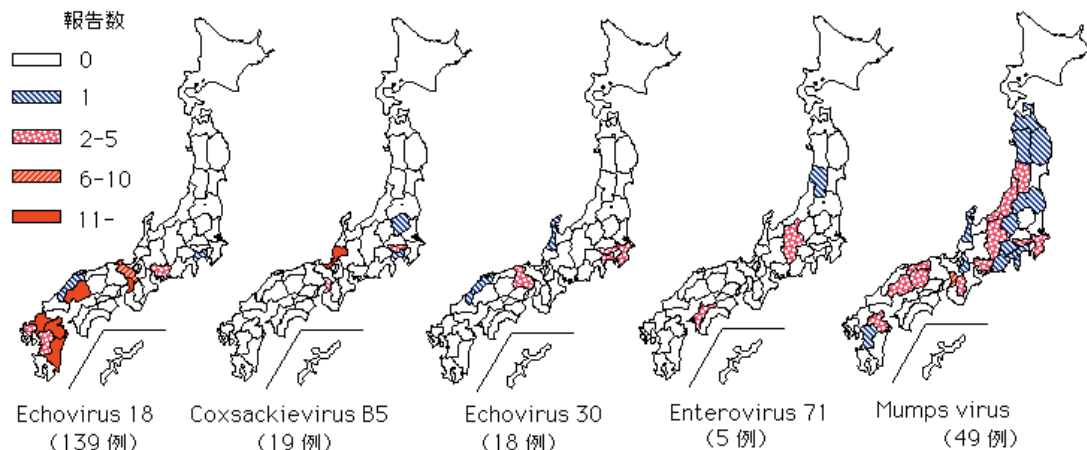 報告数
0
1
2-5
6-10
11-
Echovirus 18
(139 例)
Coxsackievirus B5
(19 例)
Echovirus 30
(18 例)
Enterovirus 71
(5 例)
Mumps virus
(49 例)